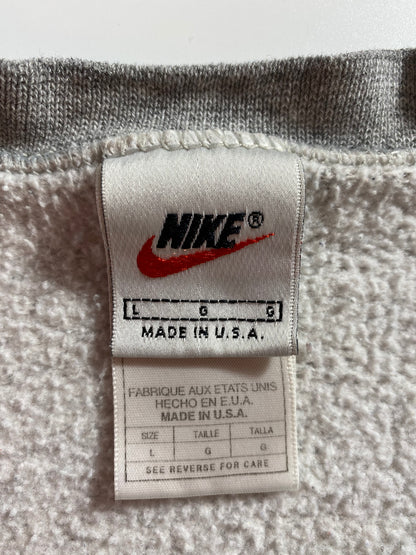 NIKE®
L G G
MADE IN U.S.A.
FABRIQUE AUX ETATS UNIS
HECHO EN E.U.A.
MADE IN U.S.A.
SIZE TAILLE TALLA
L G G
SEE REVERSE FOR CARE